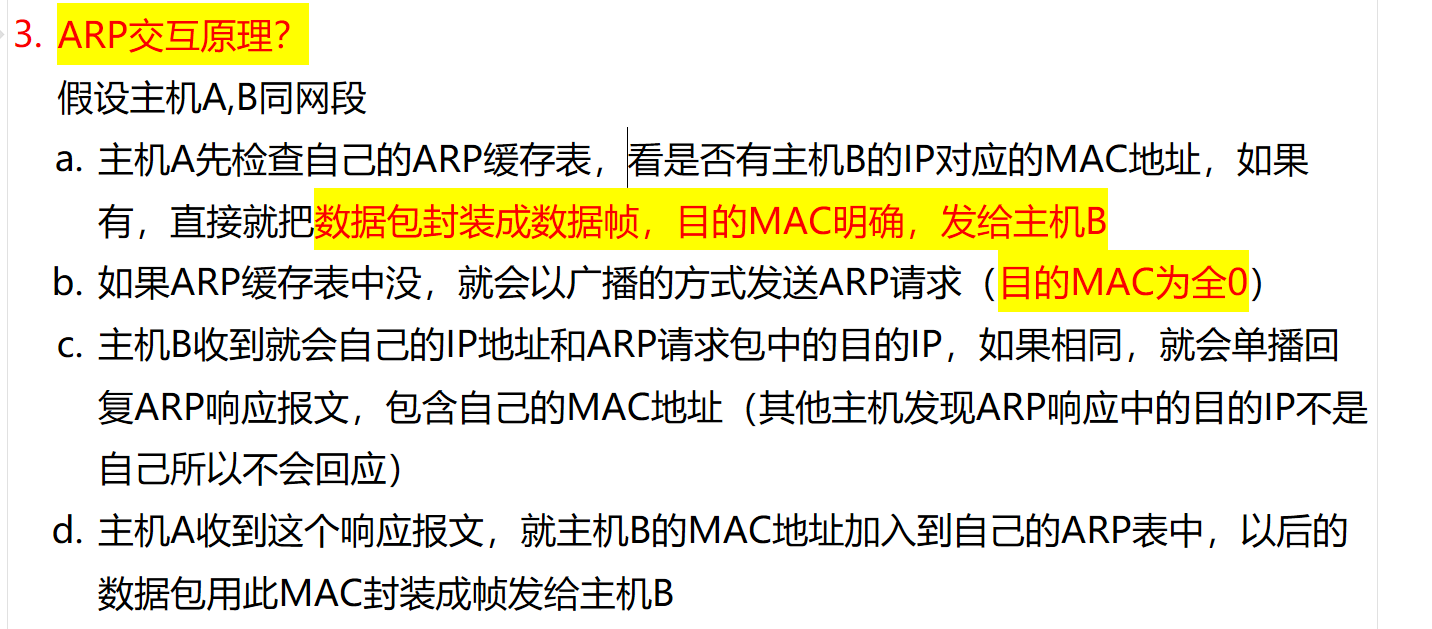 3. ARP交互原理？
假设主机A,B同网段
a. 主机A先检查自己的ARP缓存表，看是否有主机B的IP对应的MAC地址，如果
有，直接就把数据包封装成数据帧，目的MAC明确，发给主机B
b. 如果ARP缓存表中没，就会以广播的方式发送ARP请求（目的MAC为全0）
c. 主机B收到就会自己的IP地址和ARP请求包中的目的IP，如果相同，就会单播回
复ARP响应报文，包含自己的MAC地址（其他主机发现ARP响应中的目的IP不是
自己所以不会回应）
d. 主机A收到这个响应报文，就主机B的MAC地址加入到自己的ARP表中，以后的
数据包用此MAC封装成帧发给主机B